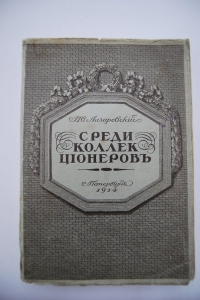 И.И. Лазаревскій
СРЕДИ
КОЛЛЕК
ЦІОНЕРОВЪ
С. Петербургъ
1914